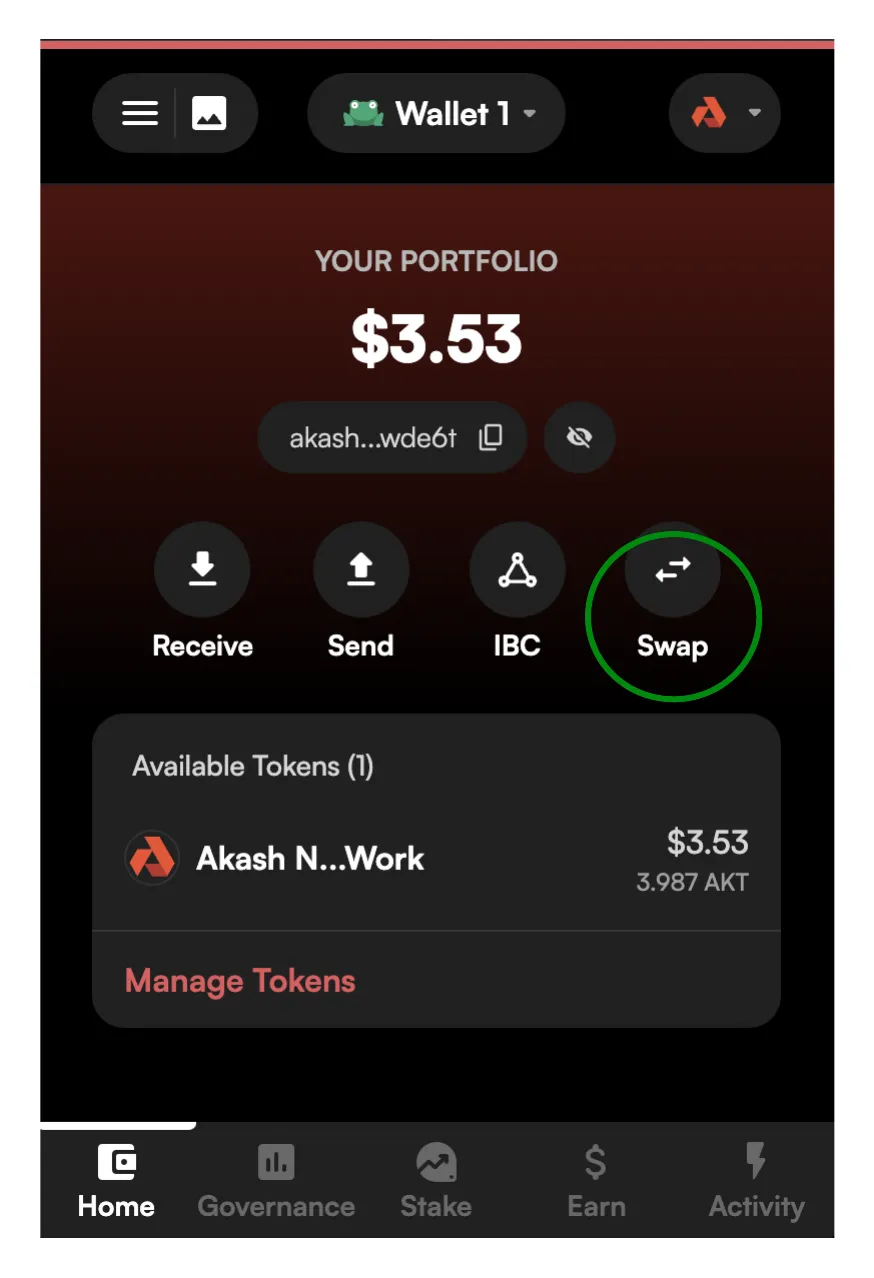 Wallet 1
YOUR PORTFOLIO
$3.53
akash...wde6t
Receive Send IBC Swap
Available Tokens (1)
Akash N...Work $3.53
3.987 AKT
Manage Tokens
Home Governance Stake Earn Activity